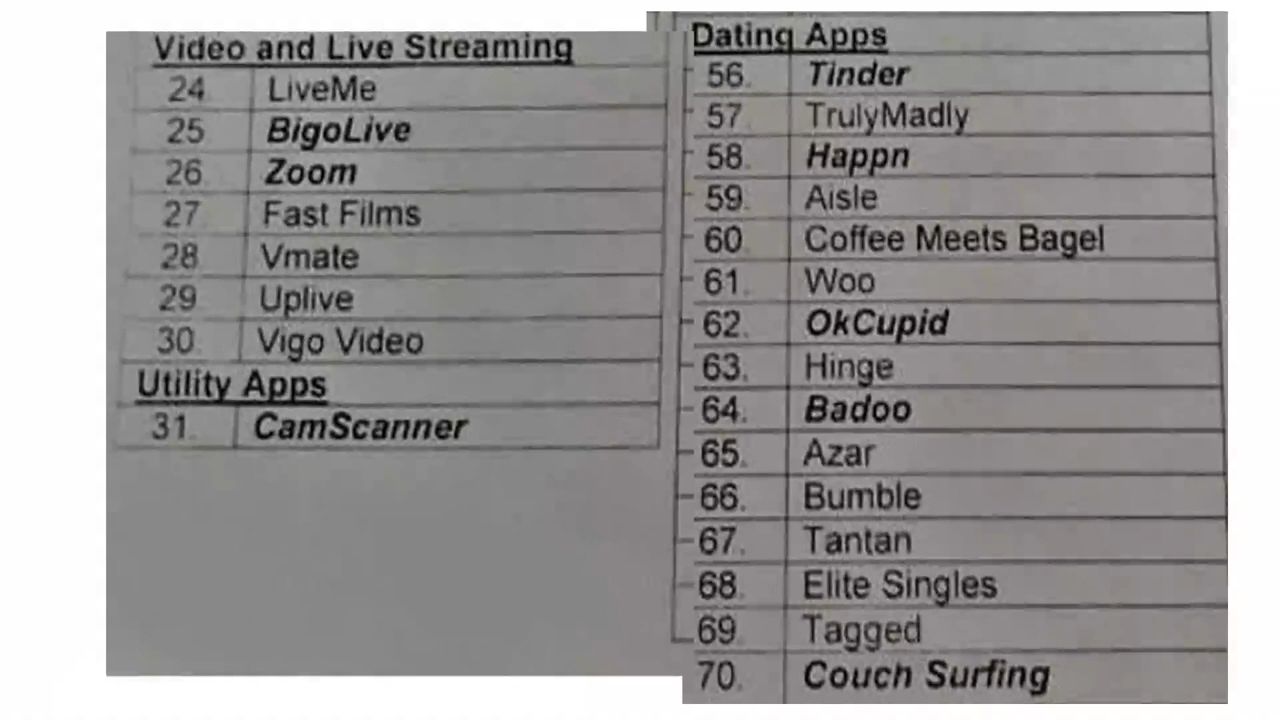 Video and Live Streaming
24. LiveMe
25 BigoLive
26. Zoom
27. Fast Films
28. Vmate
29 Uplive
30. Vigo Video
Utility Apps
31. CamScanner
Dating Apps
56. Tinder
57. TrulyMadly
58. Happn
59. Aisle
60. Coffee Meets Bagel
61. Woo
62. OkCupid
63. Hinge
64. Badoo
65. Azar
66. Bumble
67. Tantan
68. Elite Singles
69. Tagged
70. Couch Surfing